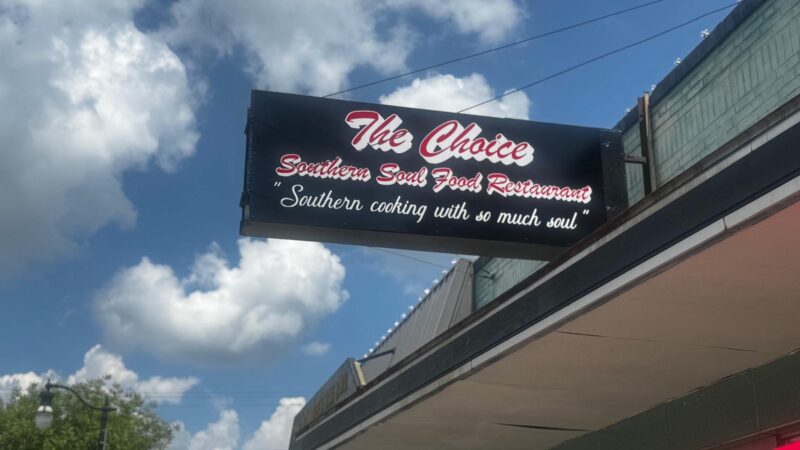 The Choice
Southern Soul Food Restaurant
"Southern cooking with so much soul"